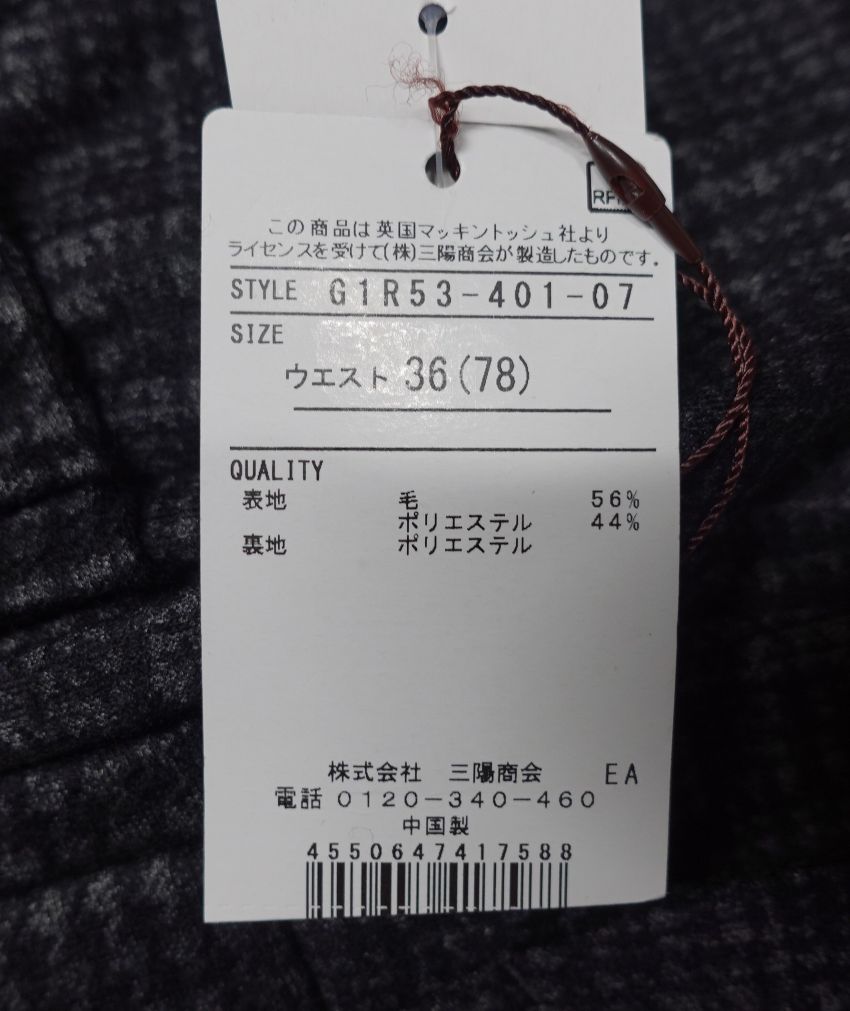 この商品は英国マッキントッシュ社より
ライセンスを受けて(株)三陽商会が製造したものです.
STYLE G1R53-401-07
SIZE
ウエスト 36(78)
QUALITY
表地 毛 56%
ポリエステル 44%
裏地 ポリエステル
株式会社 三陽商会 EA
電話 0120-340-460
中国製
4550647417588